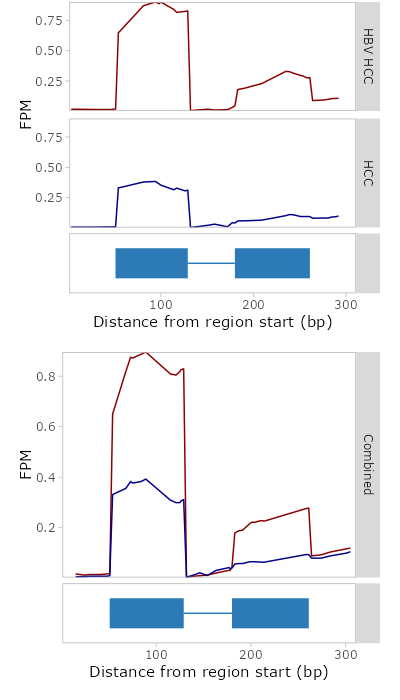 0.75
0.50
0.25
HBV HCC
FPM
0.75
0.50
0.25
HCC
100
200
300
Distance from region start (bp)
0.8
0.6
0.4
0.2
FPM
Combined
100
200
300
Distance from region start (bp)